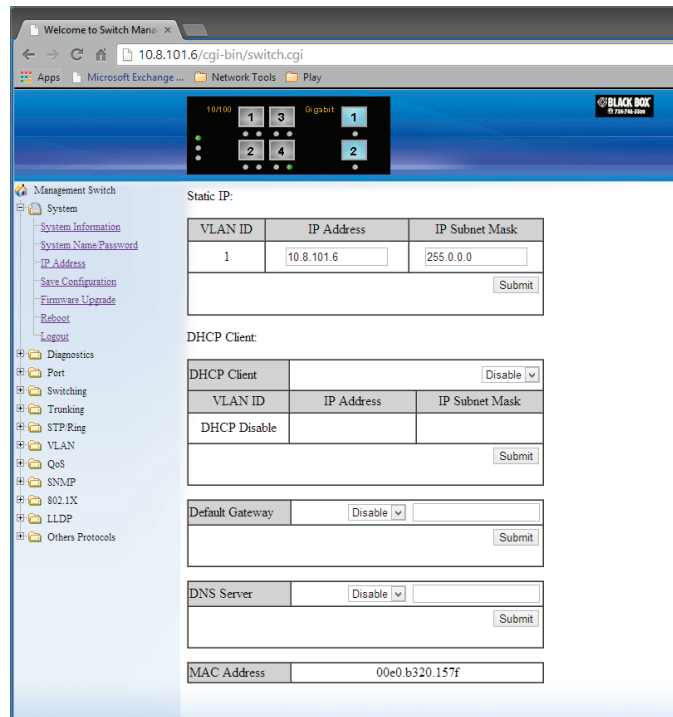 Welcome to Switch Mana
10.8.101.6/cgi-bin/switch.cgi
Apps Microsoft Exchange ... Network Tools Play
10/100 1 3 Gigabit 1
2 4 2
BLACK BOX
Management Switch
System
System Information
System Name/Password
IP Address
Save Configuration
Firmware Upgrade
Reboot
Logout
Diagnostics
Port
Switching
Trunking
STP/Ring
VLAN
QoS
SNMP
802.1X
LLDP
Others Protocols
Static IP:
VLAN ID IP Address IP Subnet Mask
1 10.8.101.6 255.0.0.0
Submit
DHCP Client:
DHCP Client Disable
VLAN ID IP Address IP Subnet Mask
DHCP Disable
Submit
Default Gateway Disable
Submit
DNS Server Disable
Submit
MAC Address 00e0.b320.157f